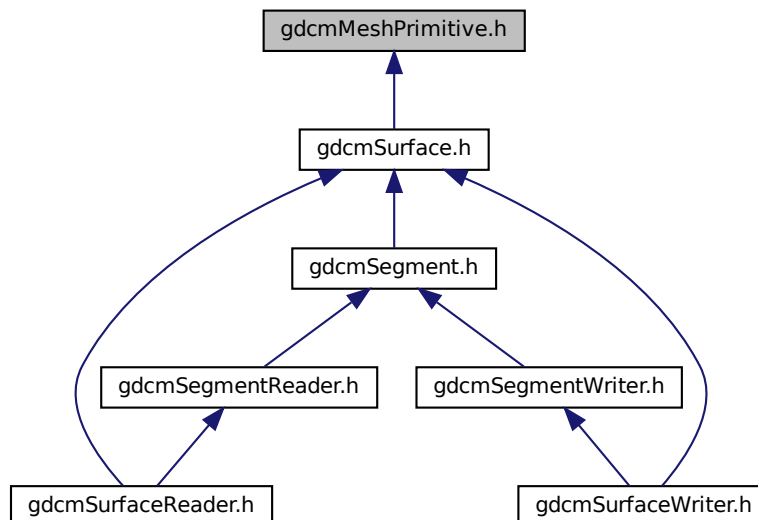 gdcmMeshPrimitive.h
gdcmSurface.h
gdcmSegment.h
gdcmSegmentReader.h
gdcmSegmentWriter.h
gdcmSurfaceReader.h
gdcmSurfaceWriter.h